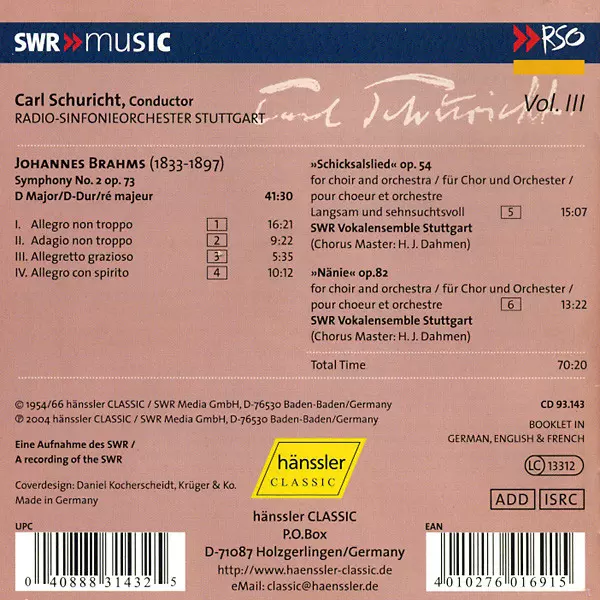 SWR»music
»RSO
Carl Schuricht
Vol. III
Carl Schuricht, Conductor
RADIO-SINFONIEORCHESTER STUTTGART
JOHANNES BRAHMS (1833-1897)
Symphony No. 2 op. 73
D Major/D-Dur/ré majeur 41:30
I. Allegro non troppo 1 16:21
II. Adagio non troppo 2 9:22
III. Allegretto grazioso 3 5:35
IV. Allegro con spirito 4 10:12
»Schicksalslied« op. 54
for choir and orchestra / für Chor und Orchester /
pour choeur et orchestre
Langsam und sehnsuchtsvoll 5 15:07
SWR Vokalensemble Stuttgart
(Chorus Master: H. J. Dahmen)
»Nänie« op.82
for choir and orchestra / für Chor und Orchester /
pour choeur et orchestre 6 13:22
SWR Vokalensemble Stuttgart
(Chorus Master: H. J. Dahmen)
Total Time 70:20
© 1954/66 hänssler CLASSIC / SWR Media GmbH, D-76530 Baden-Baden/Germany
℗ 2004 hänssler CLASSIC / SWR Media GmbH, D-76530 Baden-Baden/Germany
CD 93.143
Eine Aufnahme des SWR /
A recording of the SWR
BOOKLET IN
GERMAN, ENGLISH & FRENCH
Coverdesign: Daniel Kocherscheidt, Krüger & Ko.
Made in Germany
hänssler
CLASSIC
LC 13312
ADD ISRC
hänssler CLASSIC
P.O.Box
D-71087 Holzgerlingen/Germany
http://www.haenssler-classic.de
eMail: classic@haenssler.de
UPC
0 40888 31432 5
EAN
4 010276 016915